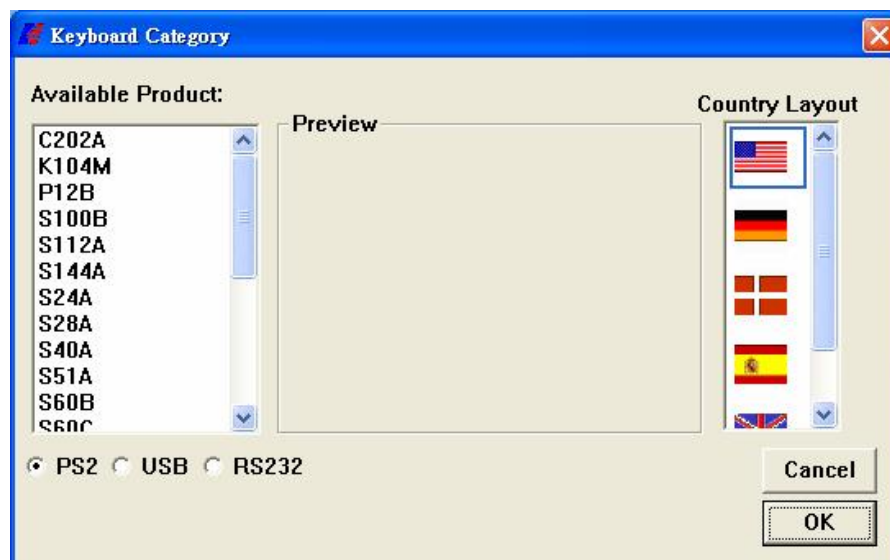 Keyboard Category
Available Product:
C202A
K104M
P12B
S100B
S112A
S144A
S24A
S28A
S40A
S51A
S60B
S60C
Preview
Country Layout
PS2 USB RS232
Cancel
OK